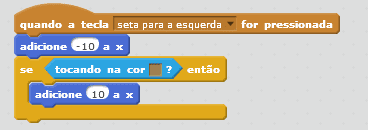 quando a tecla seta para a esquerda for pressionada
adicione -10 a x
se tocando na cor ? então
adicione 10 a x